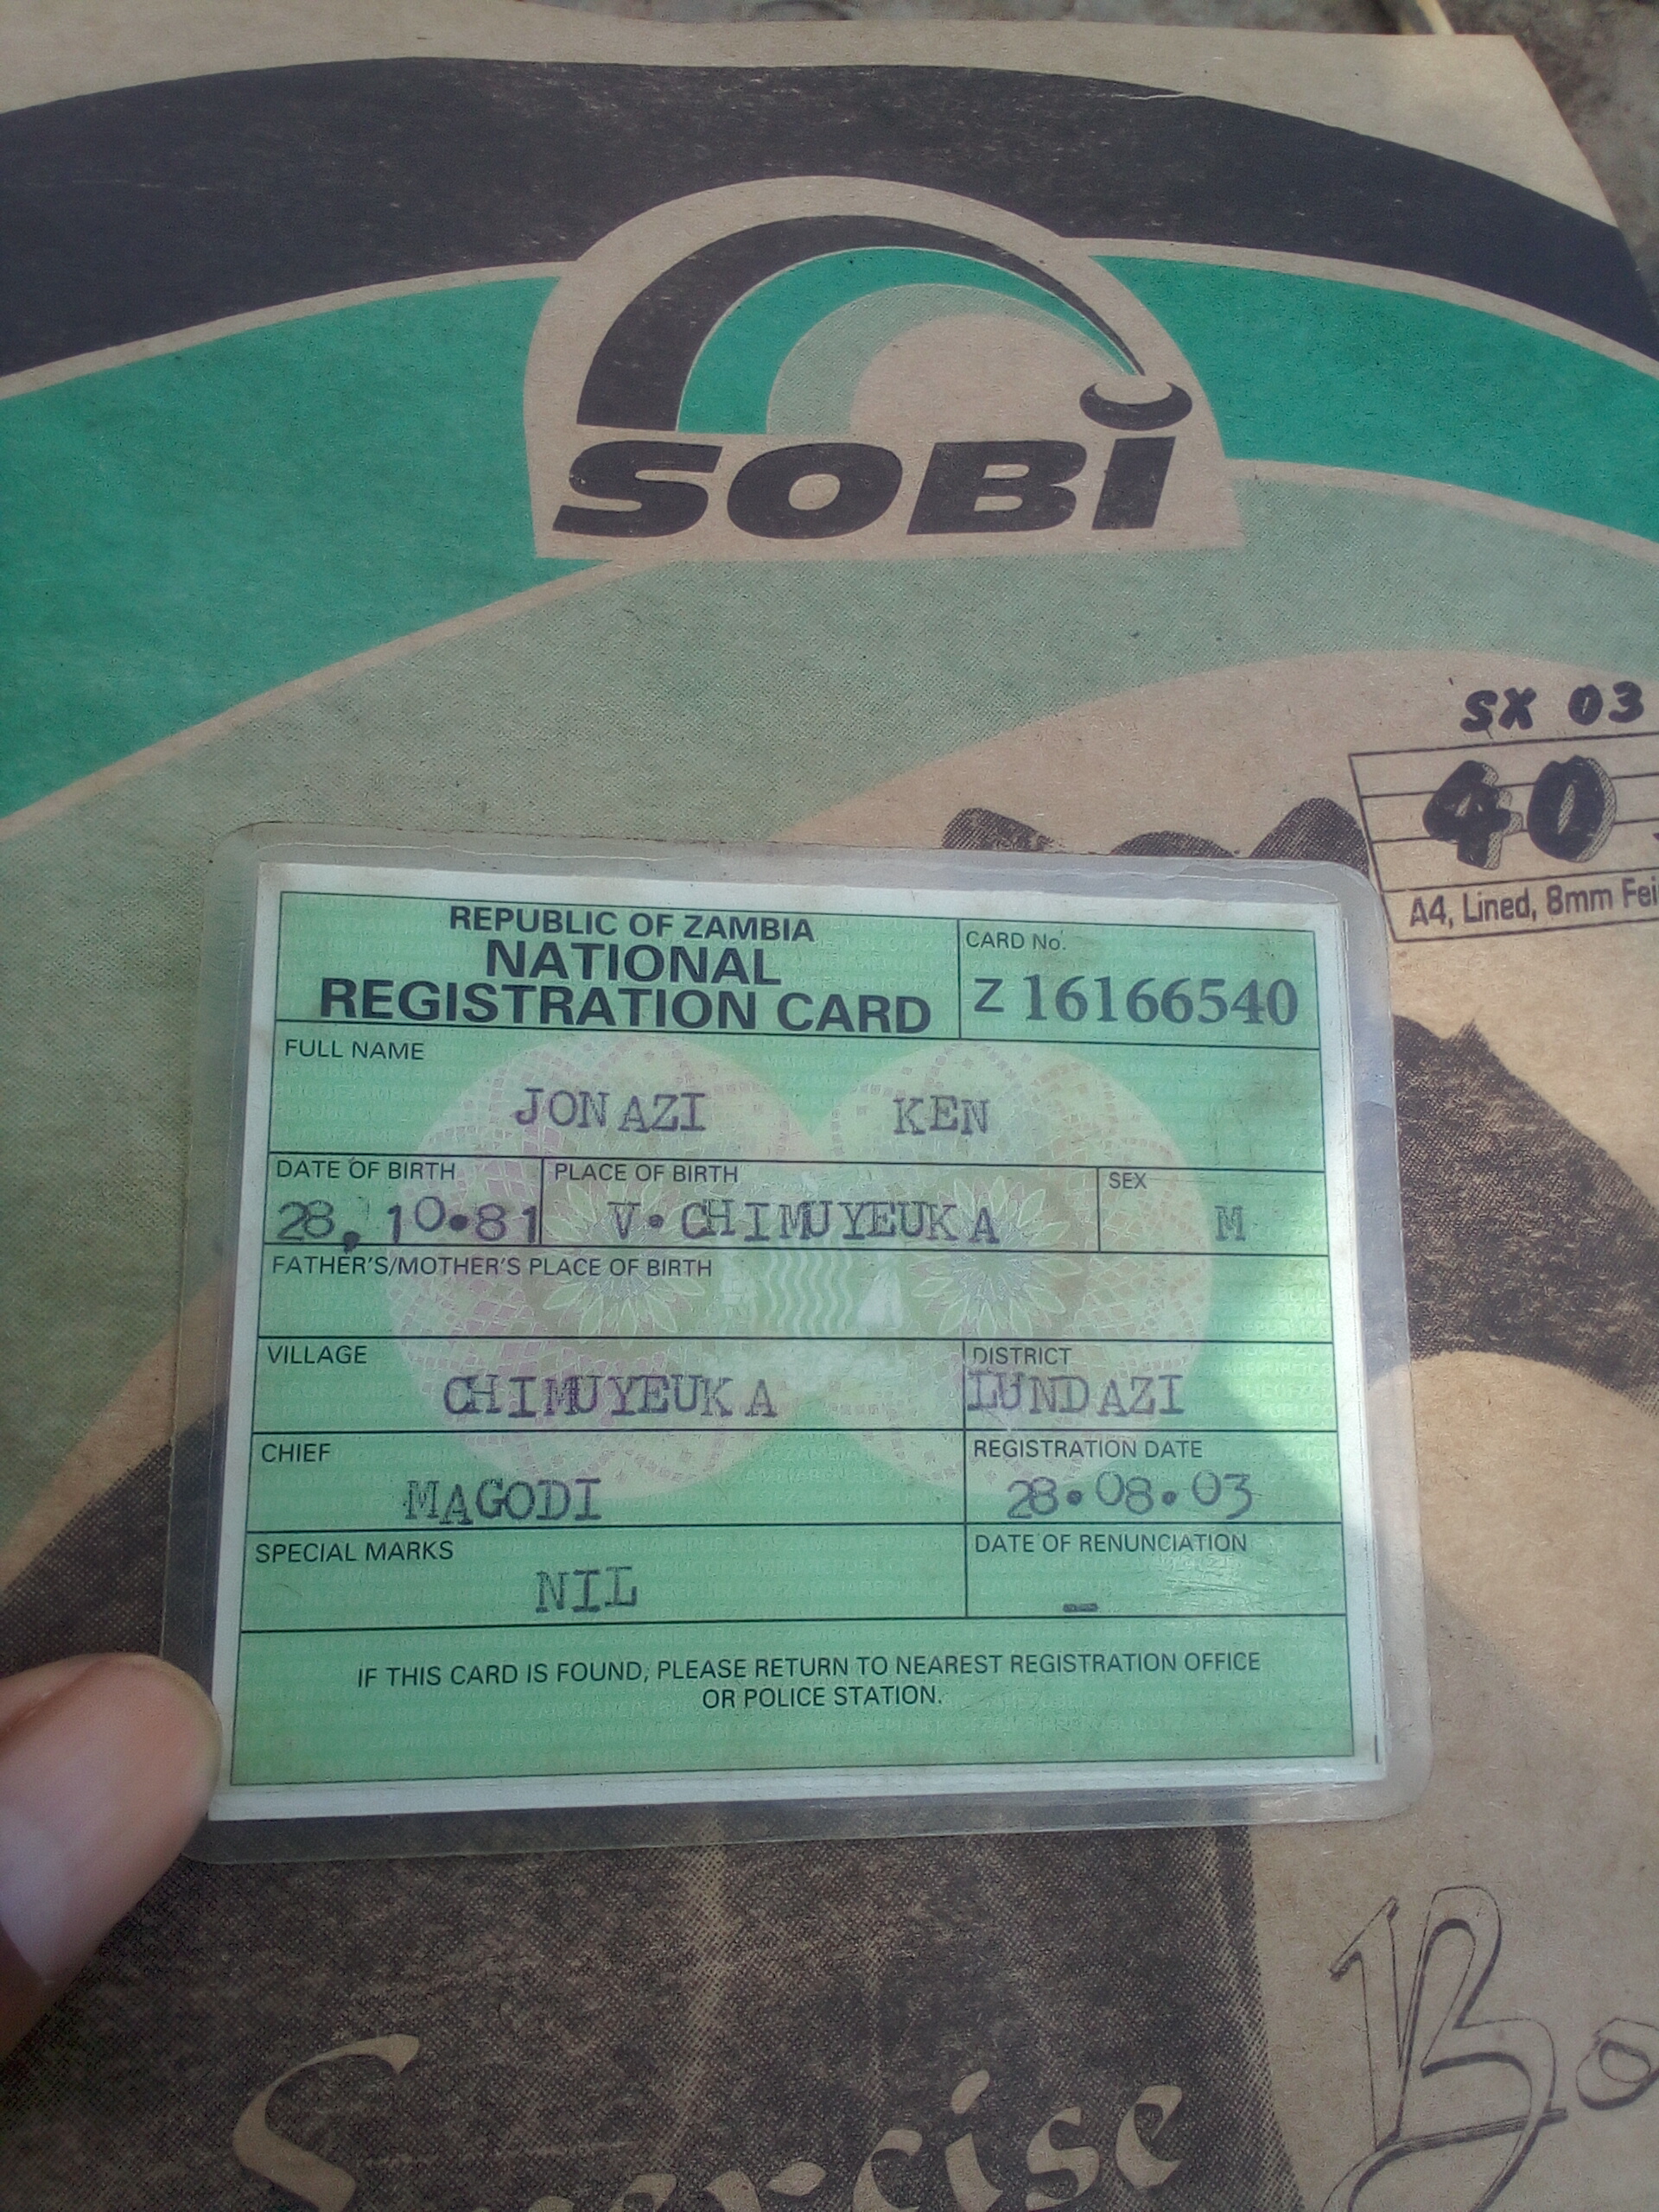 SOBi
SX 03
40
A4, Lined, 8mm Fei
REPUBLIC OF ZAMBIA
NATIONAL
REGISTRATION CARD
CARD No.
Z 16166540
FULL NAME
JONAZI KEN
DATE OF BIRTH
28,10.81
PLACE OF BIRTH
V.CHIMUYEUKA
SEX
M
FATHER'S/MOTHER'S PLACE OF BIRTH
VILLAGE
CHIMUYEUKA
DISTRICT
LUNDAZI
CHIEF
MAGODI
REGISTRATION DATE
28.08.03
SPECIAL MARKS
NIL
DATE OF RENUNCIATION
–
IF THIS CARD IS FOUND, PLEASE RETURN TO NEAREST REGISTRATION OFFICE
OR POLICE STATION.
Exercise
Bo